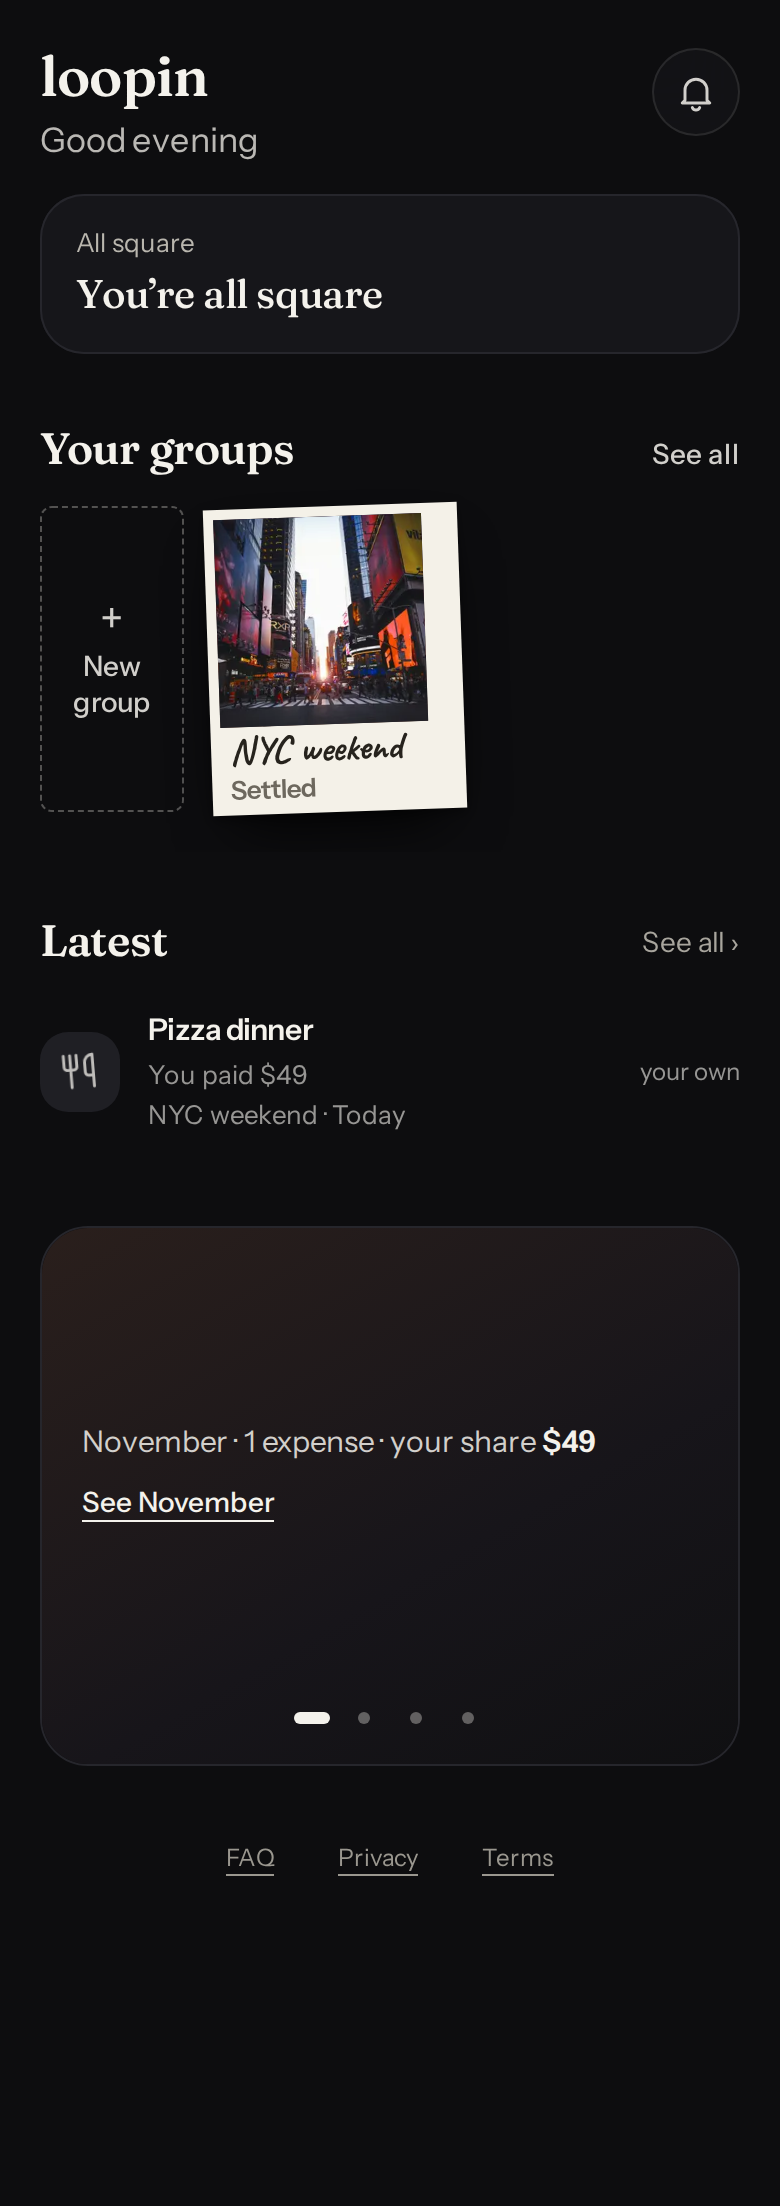 loopin
Good evening
All square
You’re all square
Your groups
See all
+
New
group
NYC weekend
Settled
Latest
See all ›
Pizza dinner
You paid $49
your own
NYC weekend · Today
November · 1 expense · your share $49
See November
FAQ
Privacy
Terms